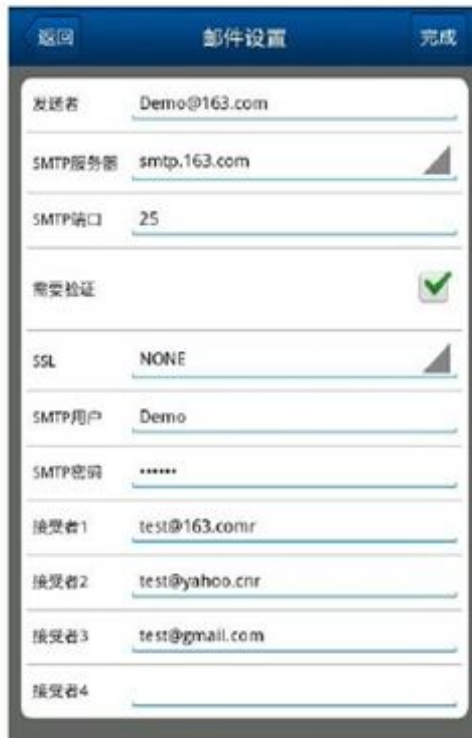 返回 邮件设置 完成
发送者 Demo@163.com
SMTP服务器 smtp.163.com
SMTP端口 25
需要验证
SSL NONE
SMTP用户 Demo
SMTP密码 ••••••
接受者1 test@163.comr
接受者2 test@yahoo.cnr
接受者3 test@gmail.com
接受者4